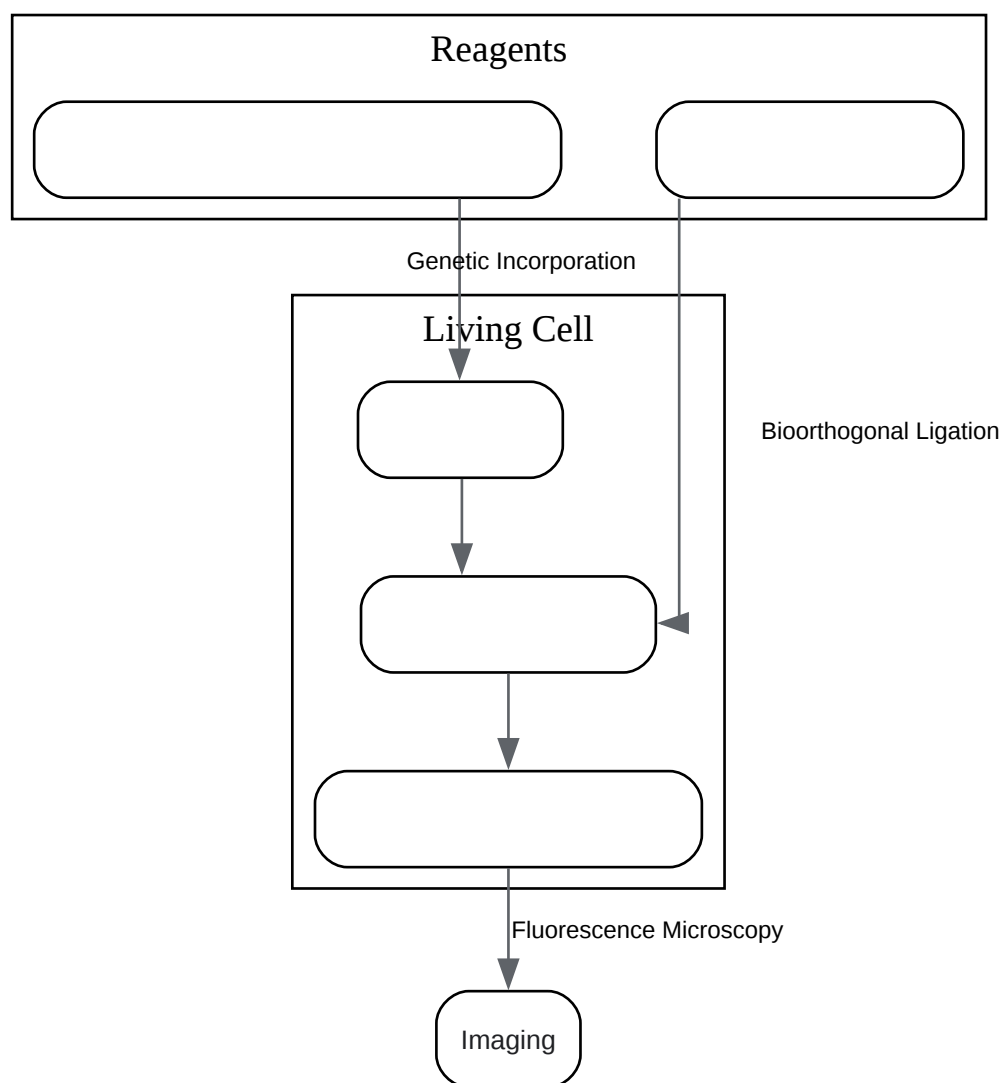 Reagents
Genetic Incorporation
Living Cell
Bioorthogonal Ligation
Fluorescence Microscopy
Imaging